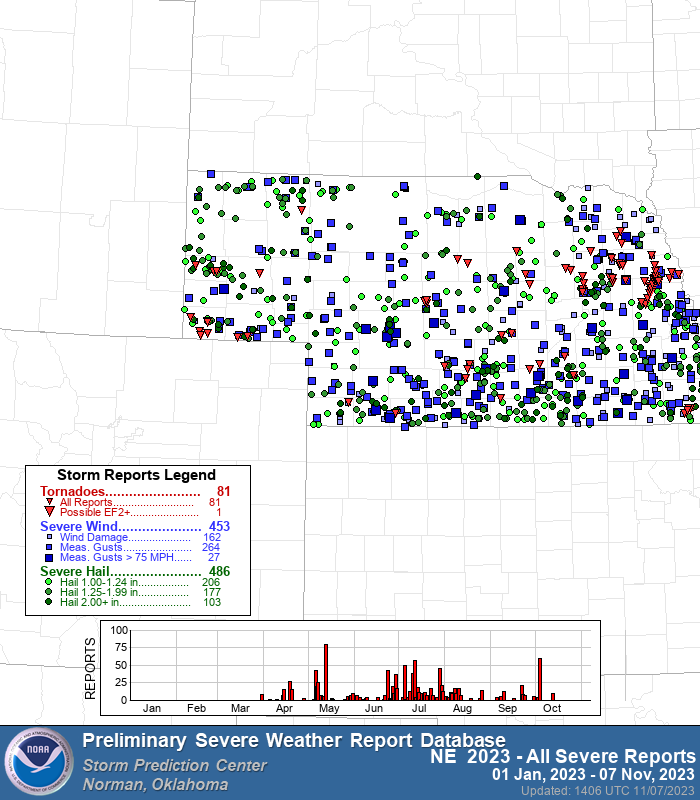 Storm Reports Legend
Tornadoes........................ 81
All Reports........................... 81
Possible EF2+....................... 1
Severe Wind..................... 453
Wind Damage..................... 162
Meas. Gusts........................ 264
Meas. Gusts > 75 MPH...... 27
Severe Hail....................... 486
Hail 1.00-1.24 in................. 206
Hail 1.25-1.99 in................. 177
Hail 2.00+ in........................ 103
REPORTS
100
75
50
25
0
Jan Feb Mar Apr May Jun Jul Aug Sep Oct
NOAA
Preliminary Severe Weather Report Database
NE 2023 - All Severe Reports
Storm Prediction Center
01 Jan, 2023 - 07 Nov, 2023
Norman, Oklahoma
Updated: 1406 UTC 11/07/2023